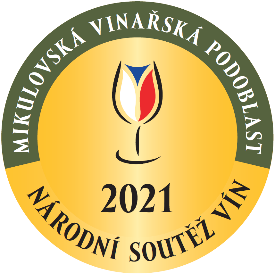 MIKULOVSKÁ VINAŘSKÁ PODOBLAST
2021
NÁRODNÍ SOUTĚŽ VÍN